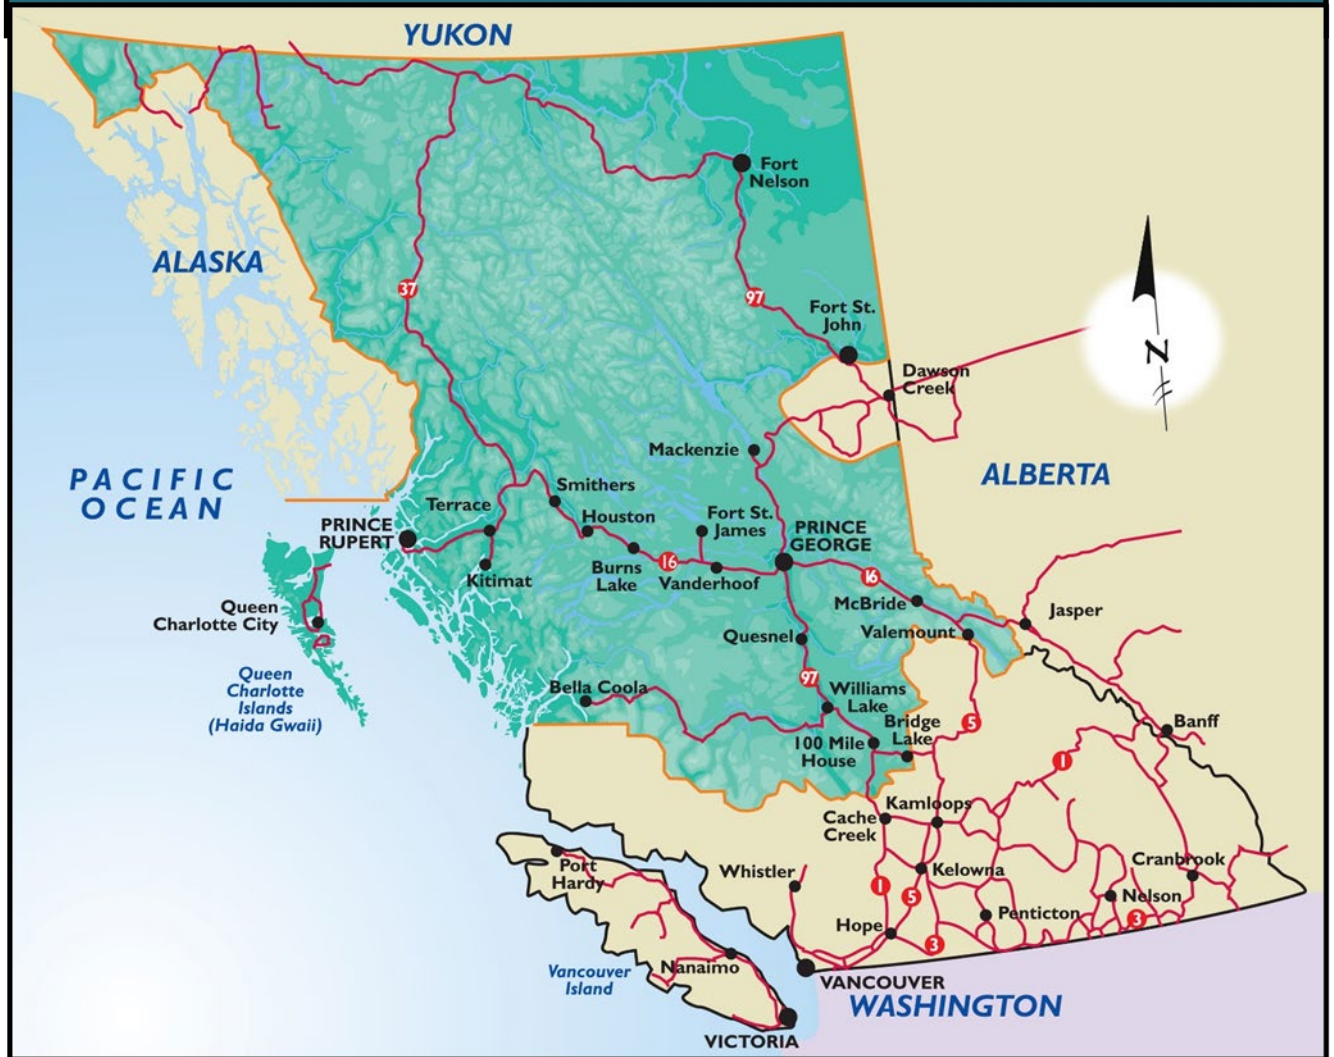 YUKON
Fort
Nelson
ALASKA
37
97
Fort St.
John
Dawson
Creek
N
Mackenzie
ALBERTA
PACIFIC
OCEAN
Smithers
Terrace
Houston
Fort St.
James
PRINCE
RUPERT
PRINCE
GEORGE
Kitimat
Burns
Lake
16
Vanderhoof
16
McBride
Jasper
Queen
Charlotte City
Quesnel
Valemount
Queen
Charlotte
Islands
(Haida Gwaii)
Bella Coola
97
Williams
Lake
Bridge
Lake
5
Banff
100 Mile
House
1
Kamloops
Cache
Creek
Port
Hardy
Whistler
Kelowna
Cranbrook
1
5
Nelson
Penticton
3
Hope
3
Vancouver
Island
Nanaimo
VANCOUVER
WASHINGTON
VICTORIA